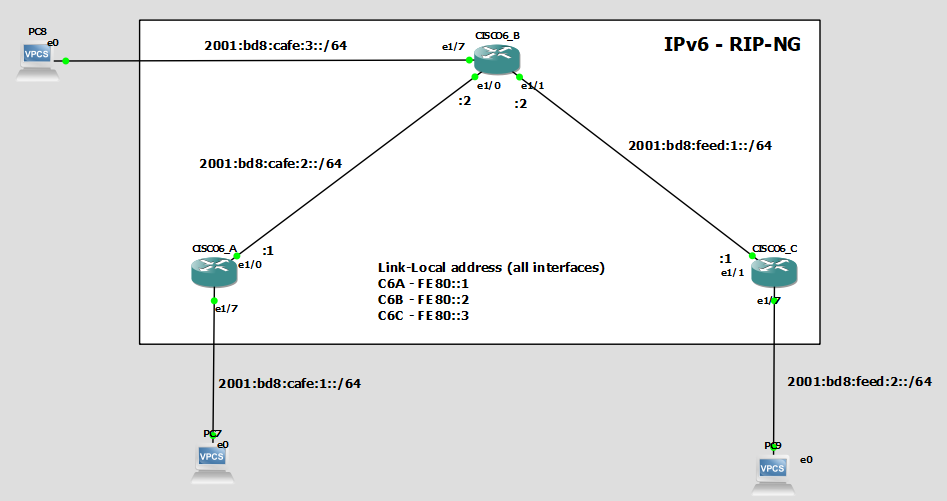 PC8
e0
VPCS
2001:bd8:cafe:3::/64
e1/7
CISCO6_B
IPv6 - RIP-NG
e1/0
e1/1
:2
:2
2001:bd8:feed:1::/64
2001:bd8:cafe:2::/64
CISCO6_A
:1
e1/0
CISCO6_C
:1
e1/1
Link-Local address (all interfaces)
C6A - FE80::1
C6B - FE80::2
C6C - FE80::3
e1/7
e1/7
2001:bd8:cafe:1::/64
2001:bd8:feed:2::/64
PC7
e0
VPCS
PC9
e0
VPCS